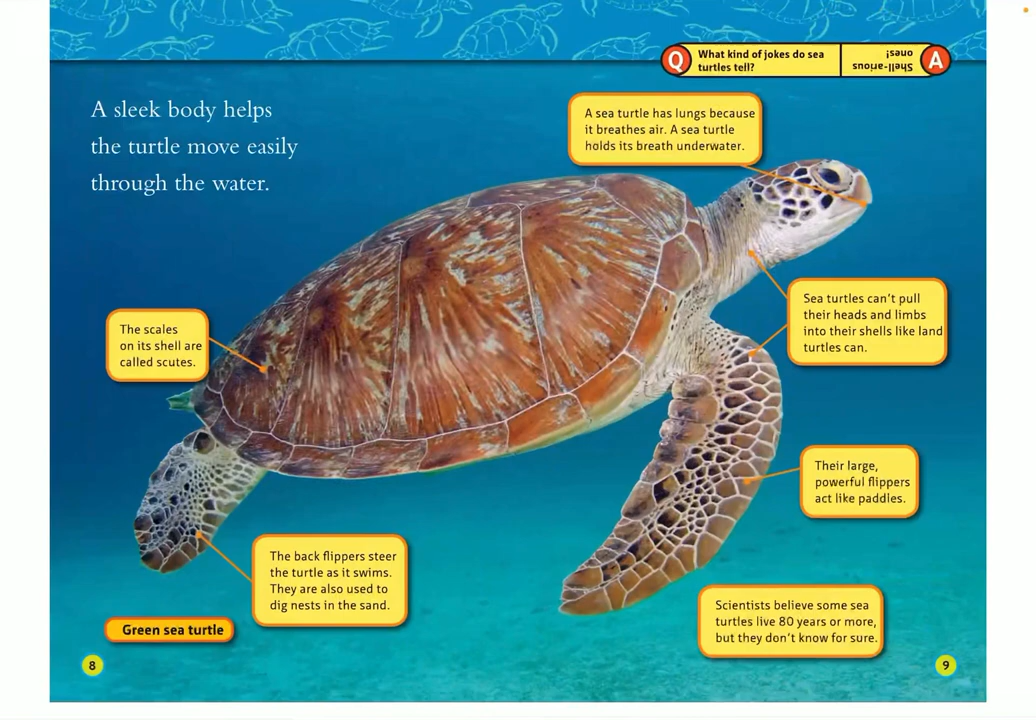 Q
What kind of jokes do sea
turtles tell?
Shell-arious
ones!
A
A sleek body helps
the turtle move easily
through the water.
A sea turtle has lungs because
it breathes air. A sea turtle
holds its breath underwater.
Sea turtles can't pull
their heads and limbs
into their shells like land
turtles can.
The scales
on its shell are
called scutes.
Their large,
powerful flippers
act like paddles.
The back flippers steer
the turtle as it swims.
They are also used to
dig nests in the sand.
Scientists believe some sea
turtles live 80 years or more,
but they don't know for sure.
Green sea turtle
8
9